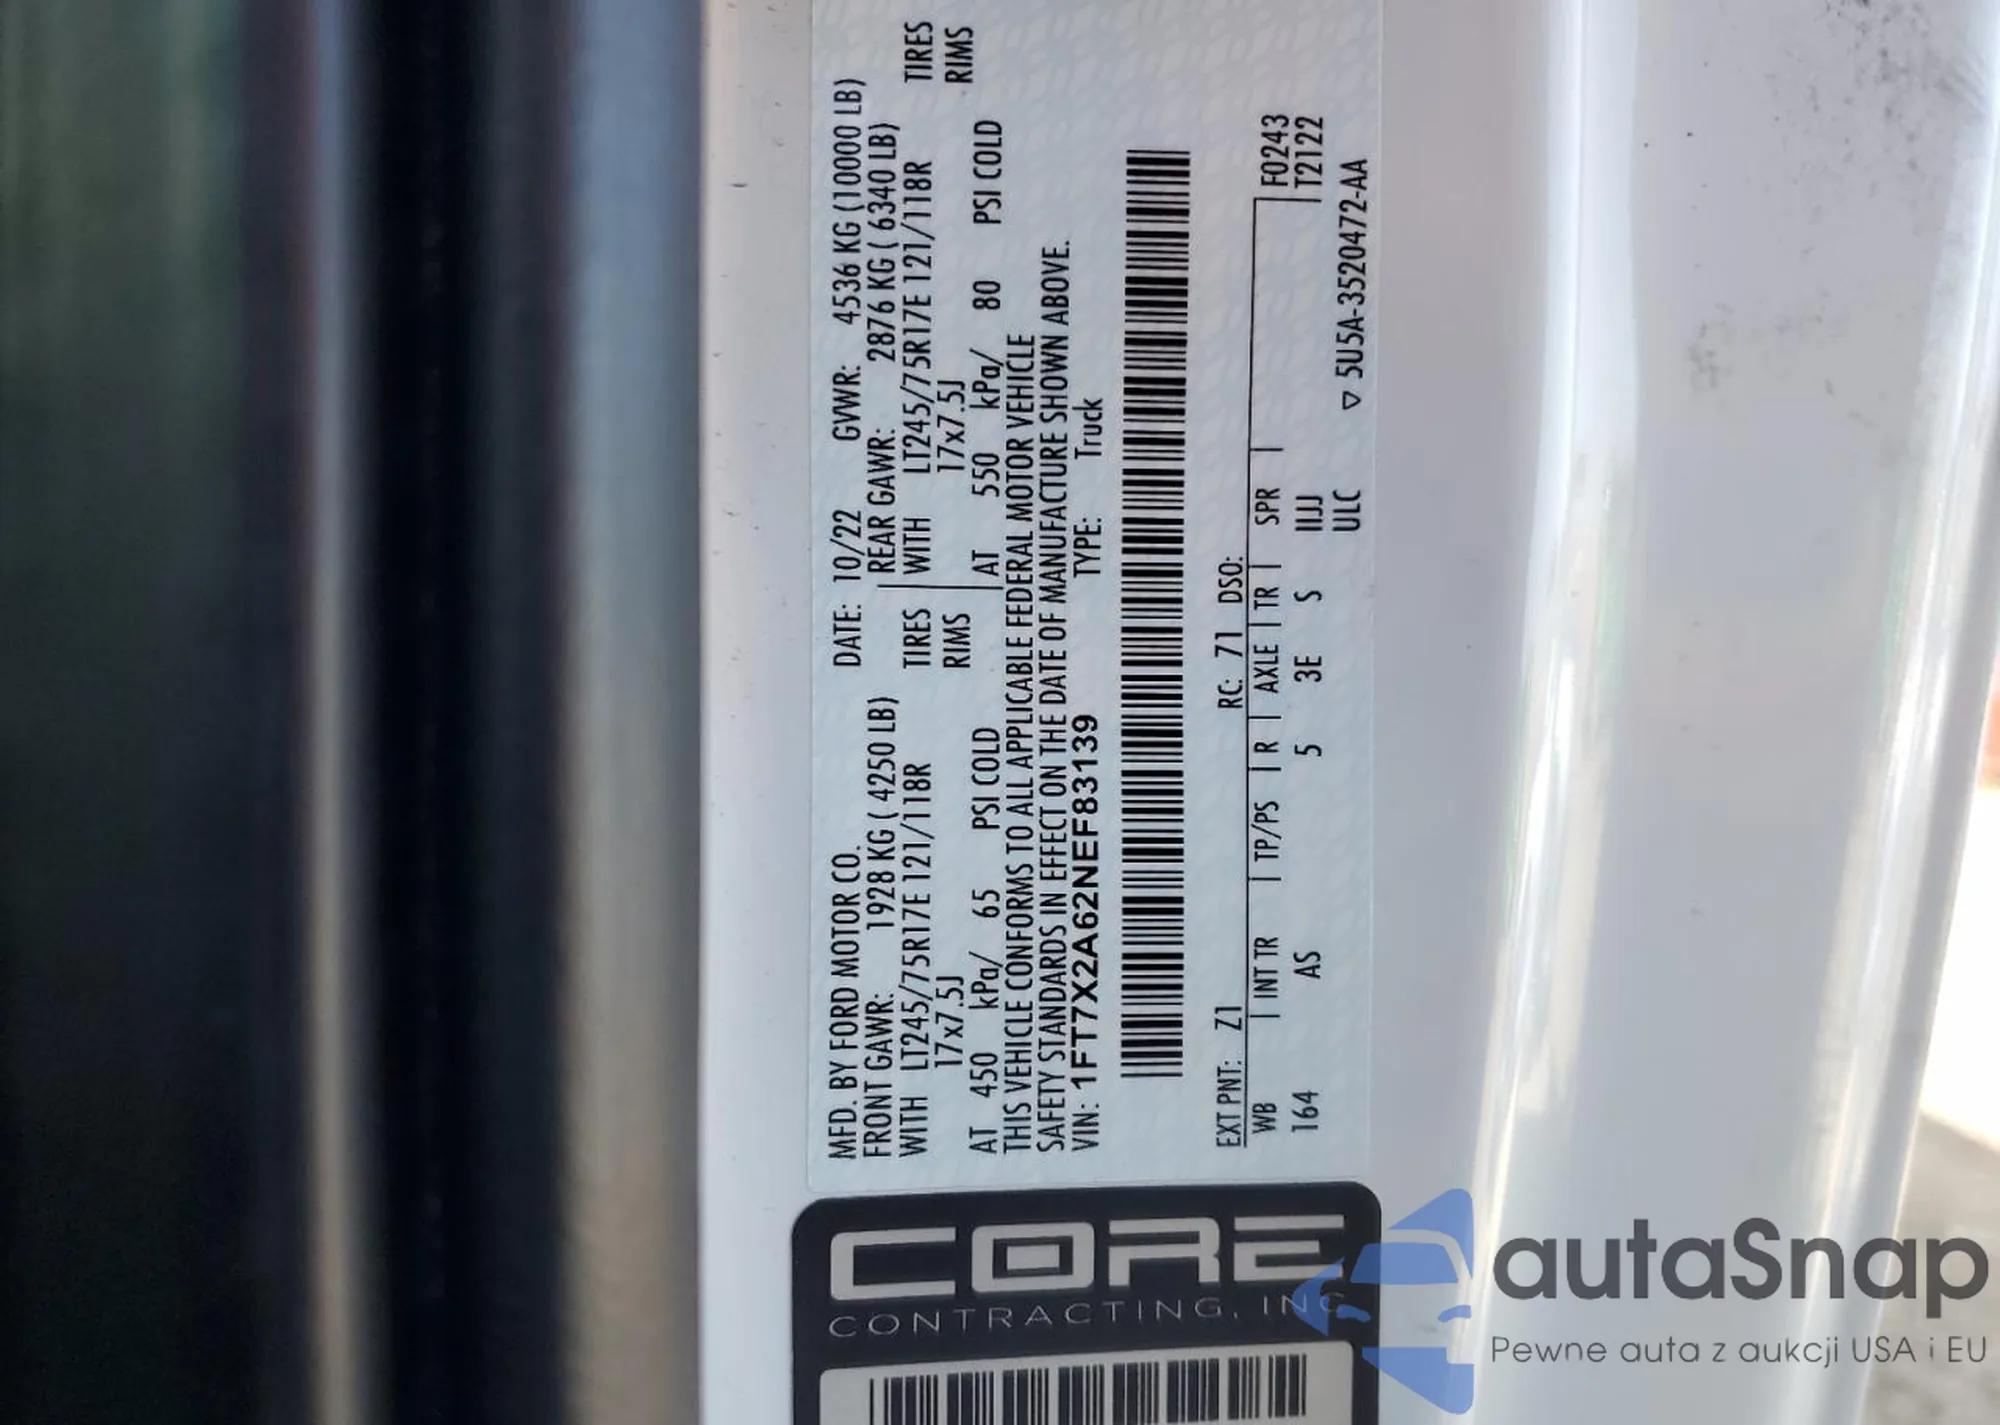 MFD. BY FORD MOTOR CO. DATE: 10/22 GVWR: 4536 KG (10000 LB)
FRONT GAWR: 1928 KG ( 4250 LB) REAR GAWR: 2876 KG ( 6340 LB)
WITH LT245/75R17E 121/118R TIRES WITH LT245/75R17E 121/118R TIRES
17x7.5J RIMS 17x7.5J RIMS
AT 450 kPa/ 65 PSI COLD AT 550 kPa/ 80 PSI COLD
THIS VEHICLE CONFORMS TO ALL APPLICABLE FEDERAL MOTOR VEHICLE
SAFETY STANDARDS IN EFFECT ON THE DATE OF MANUFACTURE SHOWN ABOVE.
VIN: 1FT7X2A62NEF83139 TYPE: Truck
EXT PNT: Z1 RC: 71 DSO:
WB | INT TR | TP/PS | R | AXLE | TR | SPR | F0243
164 AS 5 3E S IIJJ T2122
ULC ▽ 5U5A-3520472-AA
CORE
CONTRACTING, INC
autaSnap
Pewne auta z aukcji USA i EU